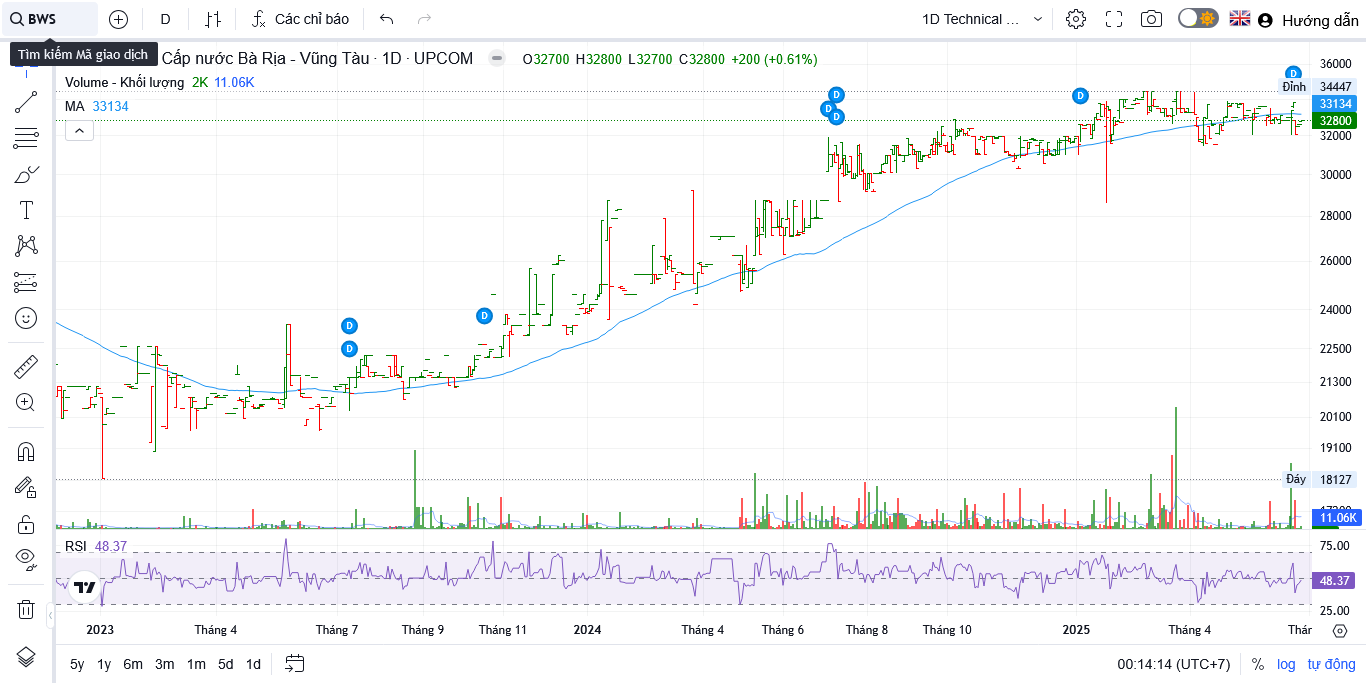 BWS D Các chỉ báo 1D Technical ... Hướng dẫn
Tìm kiếm Mã giao dịch
Cấp nước Bà Rịa - Vũng Tàu · 1D · UPCOM O32700 H32800 L32700 C32800 +200 (+0.61%)
Volume - Khối lượng 2K 11.06K
MA 33134
36000
Đỉnh 34447
33134
32800
32000
30000
28000
26000
24000
22500
21300
20100
19100
Đáy 18127
11.06K
D
D
D
D
D
D
D
D
RSI 48.37
75.00
48.37
25.00
2023 Tháng 4 Tháng 7 Tháng 9 Tháng 11 2024 Tháng 4 Tháng 6 Tháng 8 Tháng 10 2025 Tháng 4 Thár
5y 1y 6m 3m 1m 5d 1d 00:14:14 (UTC+7) % log tự động